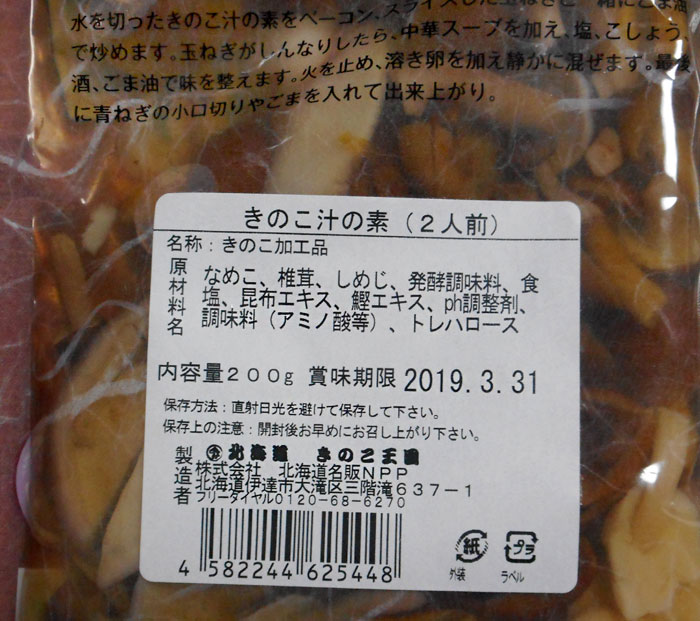 水を切ったきのこ汁の素をベーコン、スライスした玉ねぎと一緒にごま油
で炒めます。玉ねぎがしんなりしたら、中華スープを加え、塩、こしょう、
酒、ごま油で味を整えます。火を止め、溶き卵を加え静かに混ぜます。最後
に青ねぎの小口切りやごまを入れて出来上がり。
きのこ汁の素（２人前）
名称：きのこ加工品
原材料名
なめこ、椎茸、しめじ、発酵調味料、食
塩、昆布エキス、鰹エキス、ph調整剤、
調味料（アミノ酸等）、トレハロース
内容量２００g 賞味期限 2019.3.31
保存方法：直射日光を避けて保存して下さい。
保存上の注意：開封後お早めにお召し上がり下さい。
製造者
北海道 きのこ王国
株式会社 北海道名販ＮＰＰ
北海道伊達市大滝区三階滝６３７－１
フリーダイヤル0120-68-6270
4 582244 625448
紙
外装
プラ
ラベル